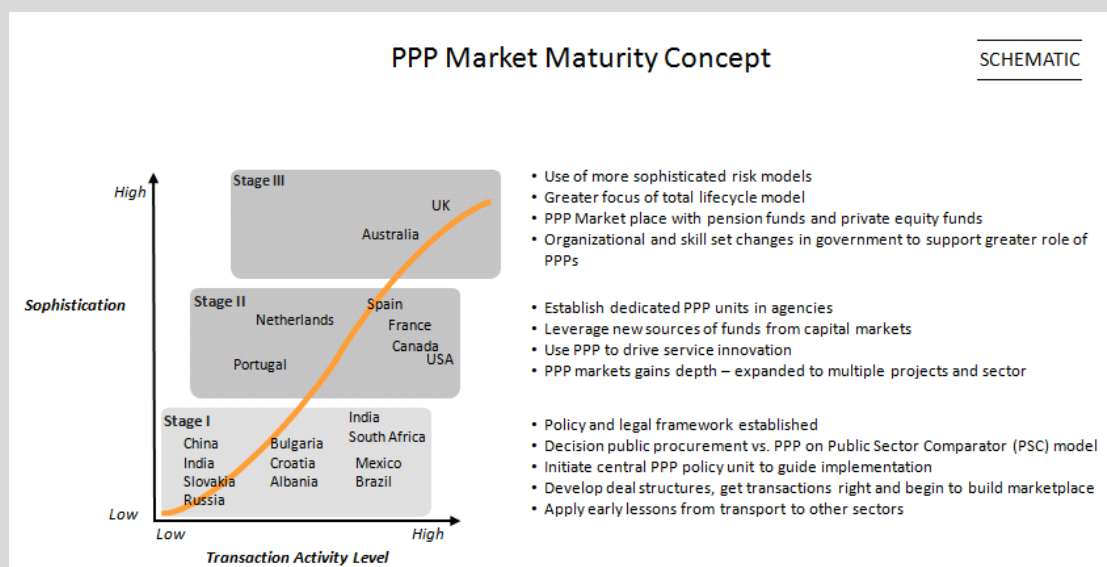 PPP Market Maturity Concept
SCHEMATIC
High
Sophistication
Low
Low
High
Transaction Activity Level
Stage III
UK
Australia
Stage II
Spain
Netherlands
France
Canada
USA
Portugal
Stage I
India
China
Bulgaria
South Africa
India
Croatia
Mexico
Slovakia
Albania
Brazil
Russia
• Use of more sophisticated risk models
• Greater focus of total lifecycle model
• PPP Market place with pension funds and private equity funds
• Organizational and skill set changes in government to support greater role of
PPPs
• Establish dedicated PPP units in agencies
• Leverage new sources of funds from capital markets
• Use PPP to drive service innovation
• PPP markets gains depth – expanded to multiple projects and sector
• Policy and legal framework established
• Decision public procurement vs. PPP on Public Sector Comparator (PSC) model
• Initiate central PPP policy unit to guide implementation
• Develop deal structures, get transactions right and begin to build marketplace
• Apply early lessons from transport to other sectors